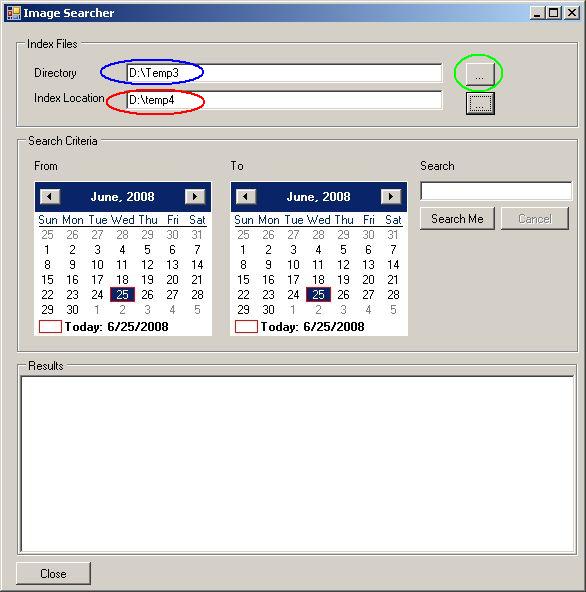 Image Searcher
Index Files
Directory D:\Temp3 ...
Index Location D:\temp4 ...
Search Criteria
From To Search
June, 2008 June, 2008
Sun Mon Tue Wed Thu Fri Sat Sun Mon Tue Wed Thu Fri Sat
25 26 27 28 29 30 31 25 26 27 28 29 30 31
1 2 3 4 5 6 7 1 2 3 4 5 6 7
Search Me Cancel
8 9 10 11 12 13 14 8 9 10 11 12 13 14
15 16 17 18 19 20 21 15 16 17 18 19 20 21
22 23 24 25 26 27 28 22 23 24 25 26 27 28
29 30 1 2 3 4 5 29 30 1 2 3 4 5
Today: 6/25/2008 Today: 6/25/2008
Results
Close